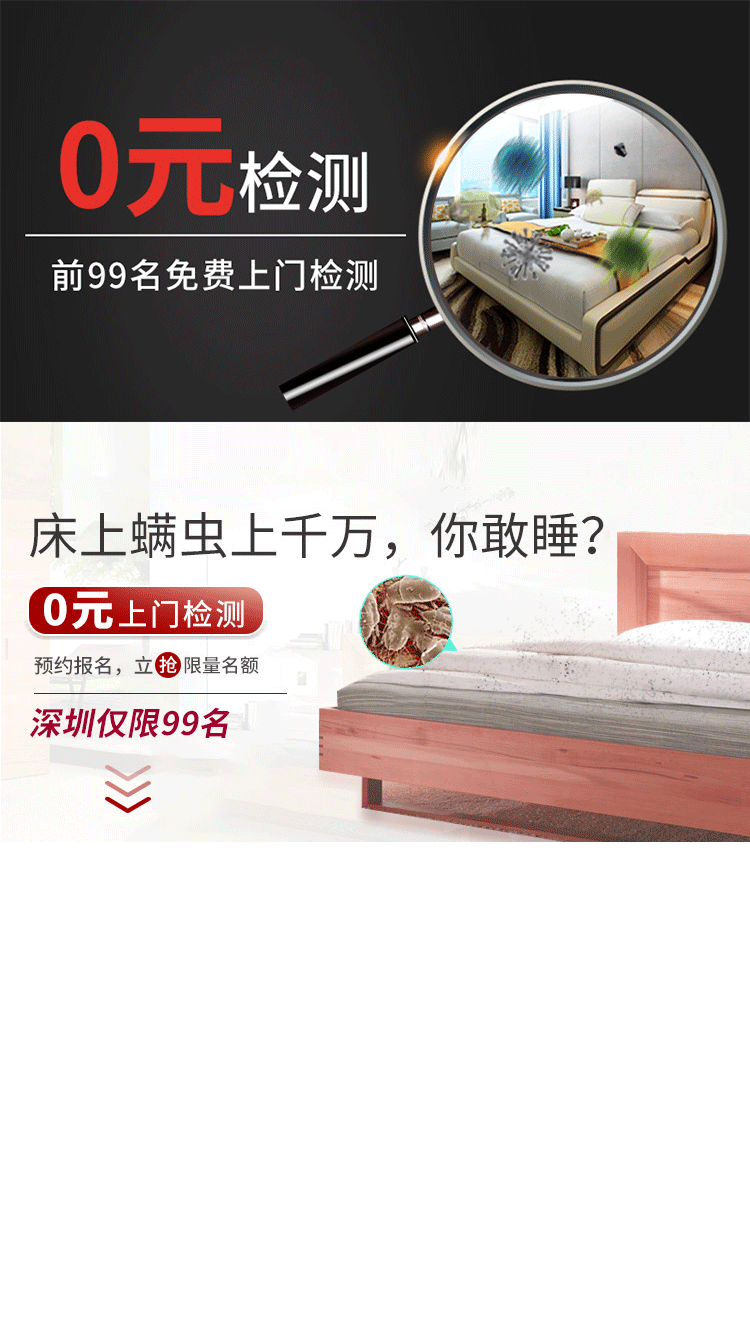 0元检测
前99名免费上门检测
床上螨虫上千万，你敢睡？
0元上门检测
预约报名，立抢限量名额
深圳仅限99名